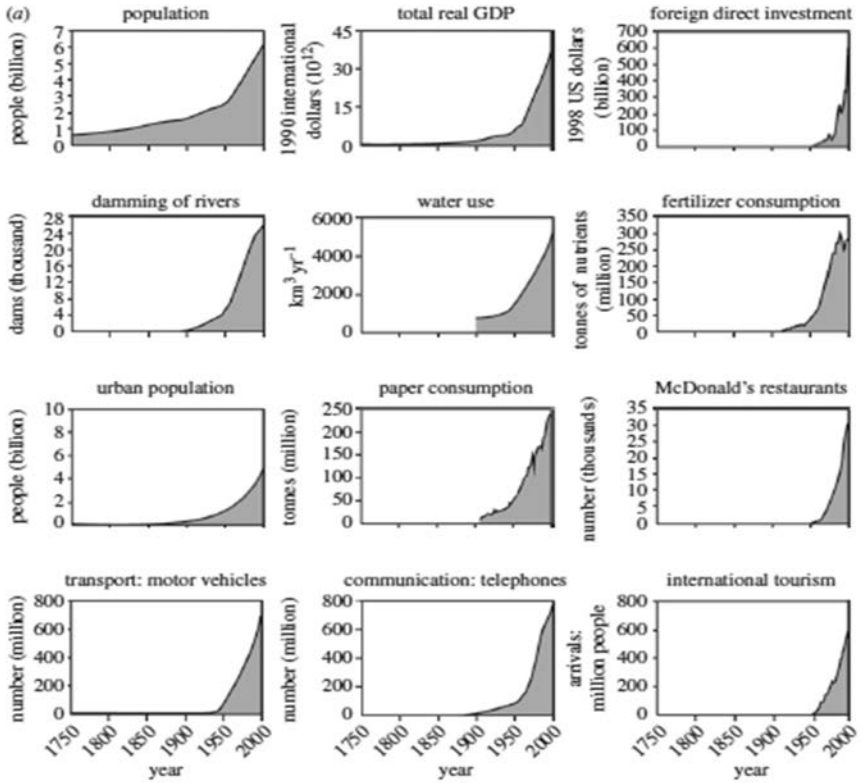 (a)
population
people (billion)
7
6
5
4
3
2
1
0
total real GDP
1990 international
dollars (10¹²)
45
30
15
0
foreign direct investment
1998 US dollars
(billion)
700
600
500
400
300
200
100
0
damming of rivers
dams (thousand)
28
24
20
16
12
8
4
0
water use
km³ yr⁻¹
6000
4000
2000
0
fertilizer consumption
tonnes of nutrients
(million)
350
300
250
200
150
100
50
0
urban population
people (billion)
10
8
6
4
2
0
paper consumption
tonnes (million)
250
200
150
100
50
0
McDonald's restaurants
number (thousands)
35
30
25
20
15
10
5
0
transport: motor vehicles
number (million)
800
600
400
200
0
1750
1800
1850
1900
1950
2000
year
communication: telephones
number (million)
800
600
400
200
0
1750
1800
1850
1900
1950
2000
year
international tourism
arrivals:
million people
800
600
400
200
0
1750
1800
1850
1900
1950
2000
year